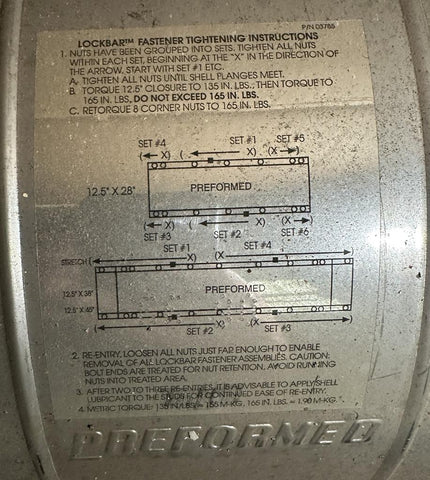 P/N 03785
LOCKBAR™ FASTENER TIGHTENING INSTRUCTIONS
1. NUTS HAVE BEEN GROUPED INTO SETS. TIGHTEN ALL NUTS
WITHIN EACH SET, BEGINNING AT THE "X" IN THE DIRECTION OF
THE ARROW. START WITH SET #1 ETC.
A. TIGHTEN ALL NUTS UNTIL SHELL FLANGES MEET.
B. TORQUE 12.5" CLOSURE TO 135 IN. LBS., THEN TORQUE TO
165 IN. LBS. DO NOT EXCEED 165 IN. LBS.
C. RETORQUE 8 CORNER NUTS TO 165 IN. LBS.
SET #4 SET #1 SET #5
( X) ( X) (X )
12.5" X 28" PREFORMED
( X) ( X) (X )
SET #3 SET #2 SET #6
SET #1 SET #4
STRETCH ( X) (X )
12.5" X 38" PREFORMED
12.5" X 48"
( X) (X )
SET #2 SET #3
2. RE-ENTRY. LOOSEN ALL NUTS JUST FAR ENOUGH TO ENABLE
REMOVAL OF ALL LOCKBAR FASTENER ASSEMBLIES. CAUTION:
BOLT ENDS ARE TREATED FOR NUT RETENTION. AVOID RUNNING
NUTS INTO TREATED AREA.
3. AFTER TWO TO THREE RE-ENTRIES, IT IS ADVISABLE TO APPLY SHELL
LUBRICANT TO THE STUDS FOR CONTINUED EASE OF RE-ENTRY.
4. METRIC TORQUE: 135 IN. LBS.= 1.55 M-KG, 165 IN. LBS.= 1.90 M-KG.
PREFORMED